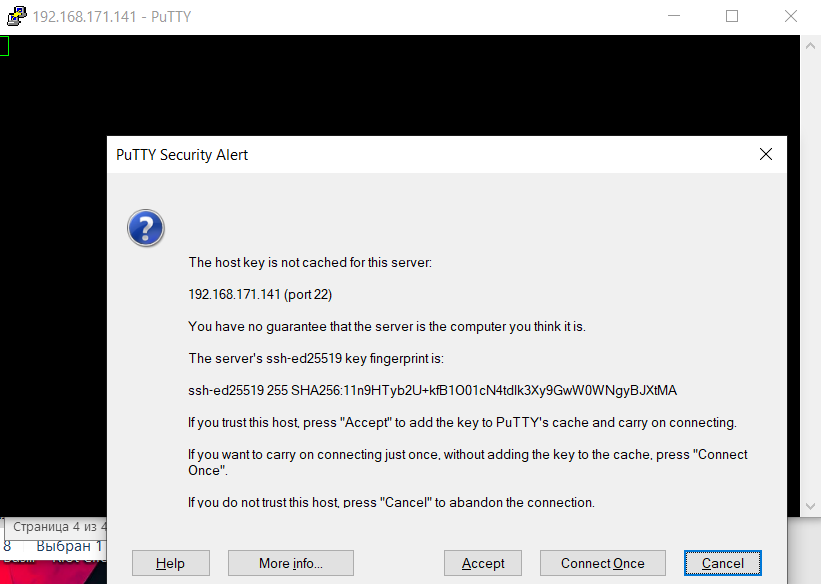 192.168.171.141 - PuTTY
PuTTY Security Alert
The host key is not cached for this server:
192.168.171.141 (port 22)
You have no guarantee that the server is the computer you think it is.
The server's ssh-ed25519 key fingerprint is:
ssh-ed25519 255 SHA256:11n9HTyb2U+kfB1O01cN4tdlk3Xy9GwW0WNgyBJXtMA
If you trust this host, press "Accept" to add the key to PuTTY's cache and carry on connecting.
If you want to carry on connecting just once, without adding the key to the cache, press "Connect
Once".
If you do not trust this host, press "Cancel" to abandon the connection.
Страница 4 из 4
8 Выбран 1
Help More info... Accept Connect Once Cancel